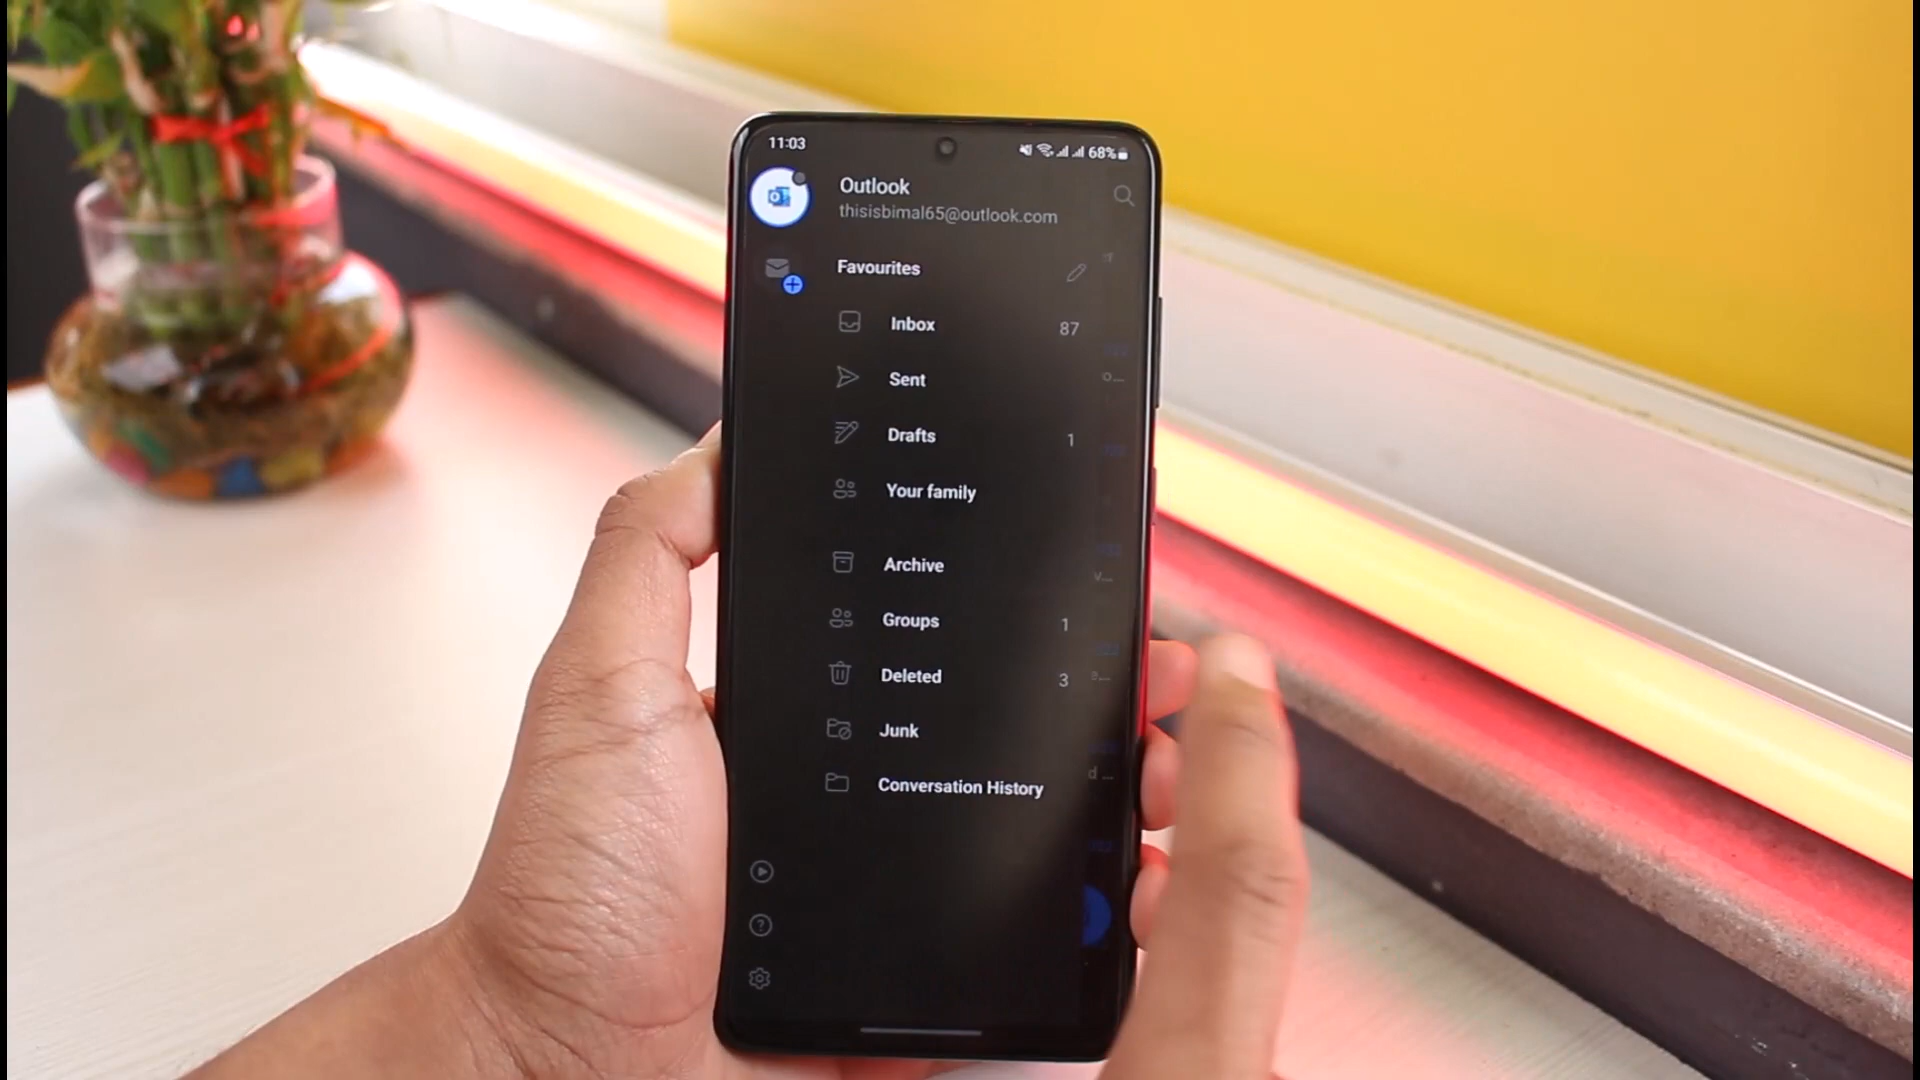 11:03
68%
Outlook
thisisbimal65@outlook.com
Favourites
Inbox 87
Sent
Drafts 1
Your family
Archive
Groups 1
Deleted 3
Junk
Conversation History